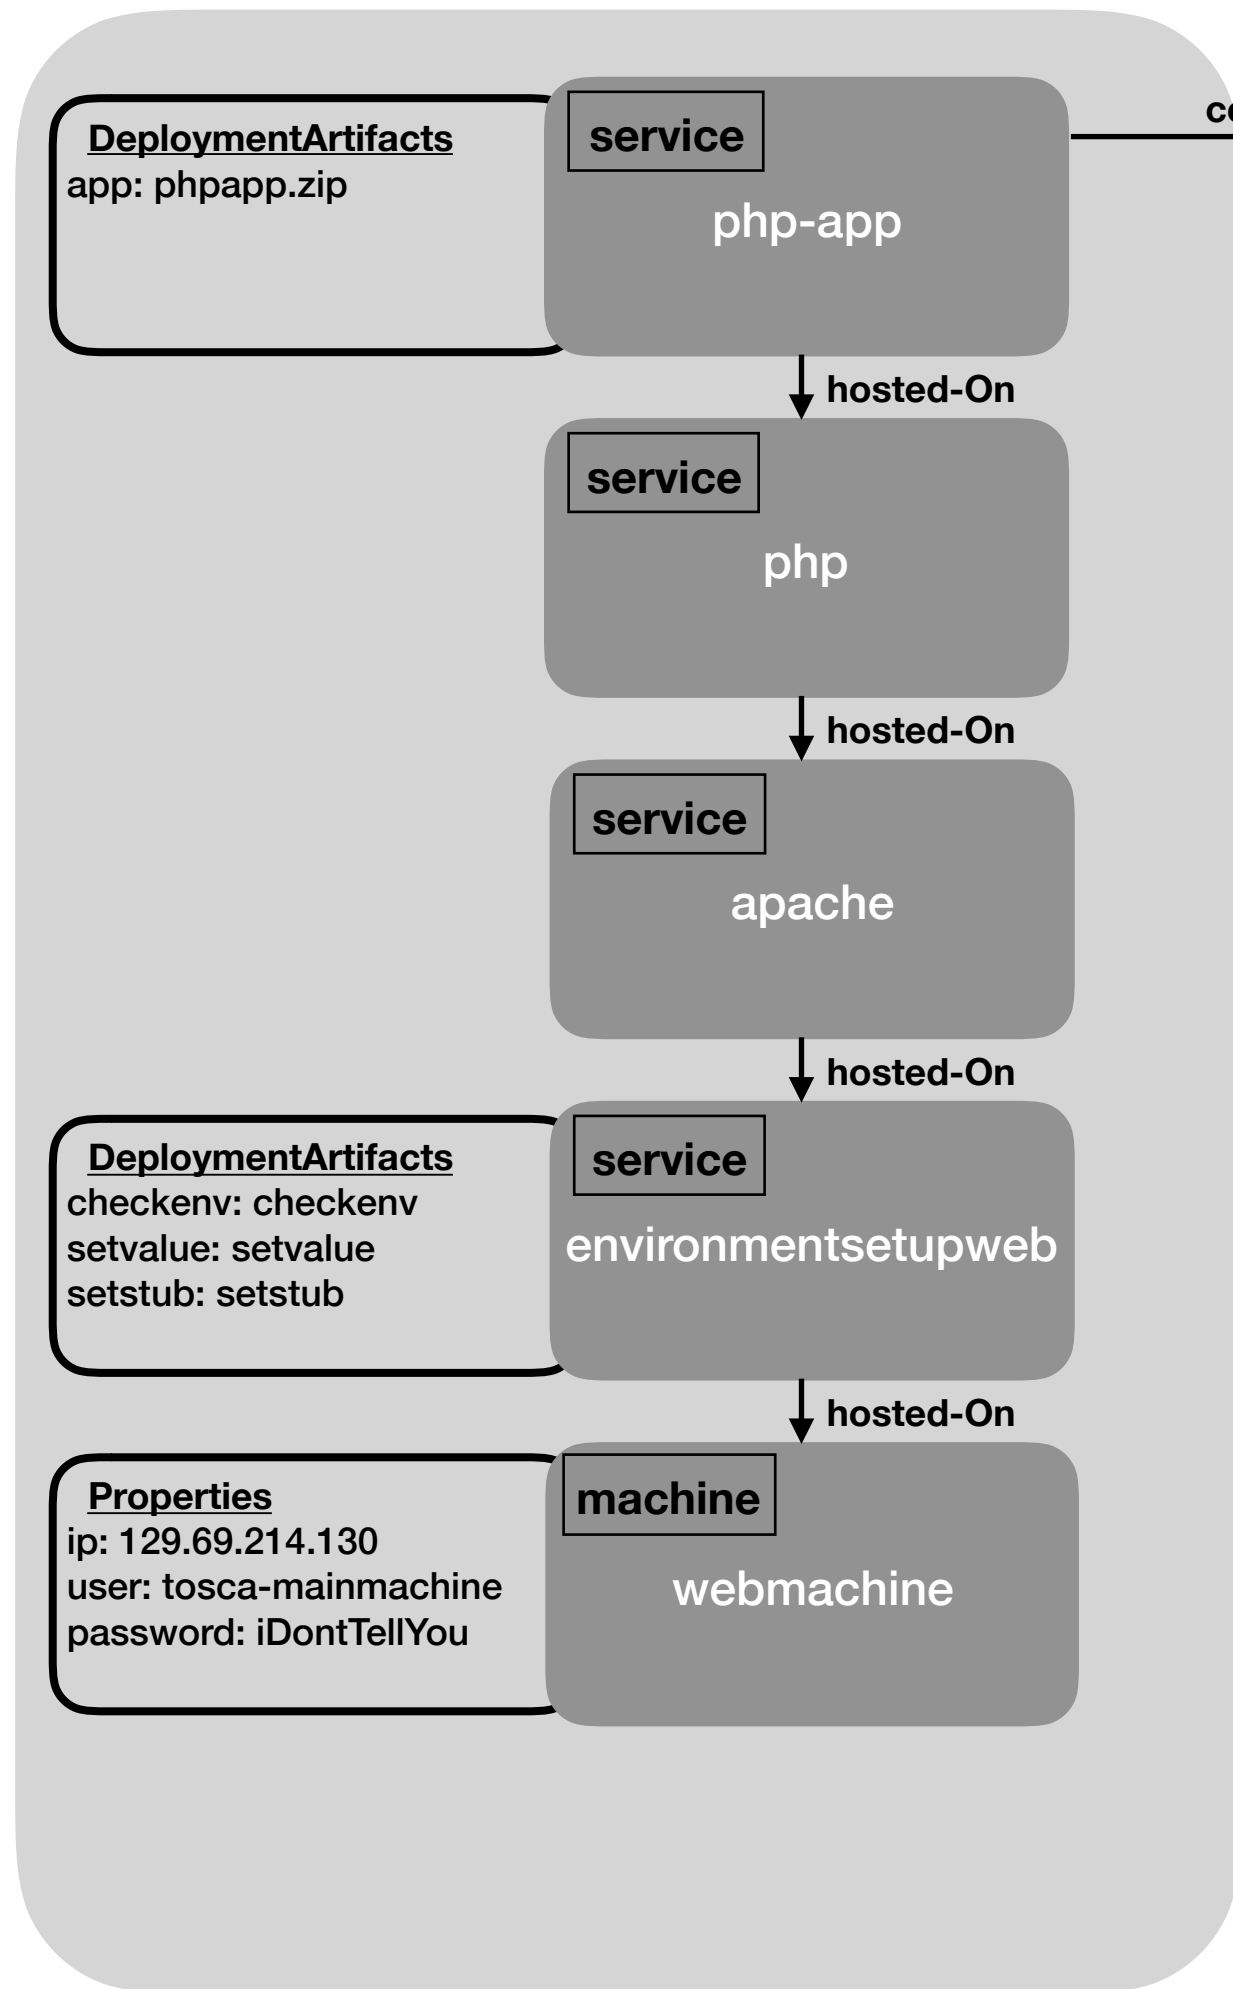 DeploymentArtifacts
app: phpapp.zip
service
php-app
hosted-On
service
php
hosted-On
service
apache
hosted-On
DeploymentArtifacts
checkenv: checkenv
setvalue: setvalue
setstub: setstub
service
environmentsetupweb
hosted-On
Properties
ip: 129.69.214.130
user: tosca-mainmachine
password: iDontTellYou
machine
webmachine